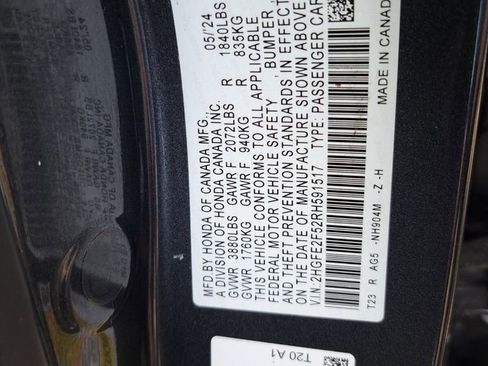 MFD BY HONDA OF CANADA MFG., 05/'24
A DIVISION OF HONDA CANADA INC.
GVWR 3880LBS GAWR F 2072LBS R 1840LBS
GVWR 1760KG GAWR F 940KG R 835KG
THIS VEHICLE CONFORMS TO ALL APPLICABLE
FEDERAL MOTOR VEHICLE SAFETY, BUMPER
AND THEFT PREVENTION STANDARDS IN EFFECT
ON THE DATE OF MANUFACTURE SHOWN ABOVE
V.I.N. 2HGFE2F52RH591517 TYPE: PASSENGER CAR
T23 R AG5 -NH904M -Z -H MADE IN CANAD
T20 A1